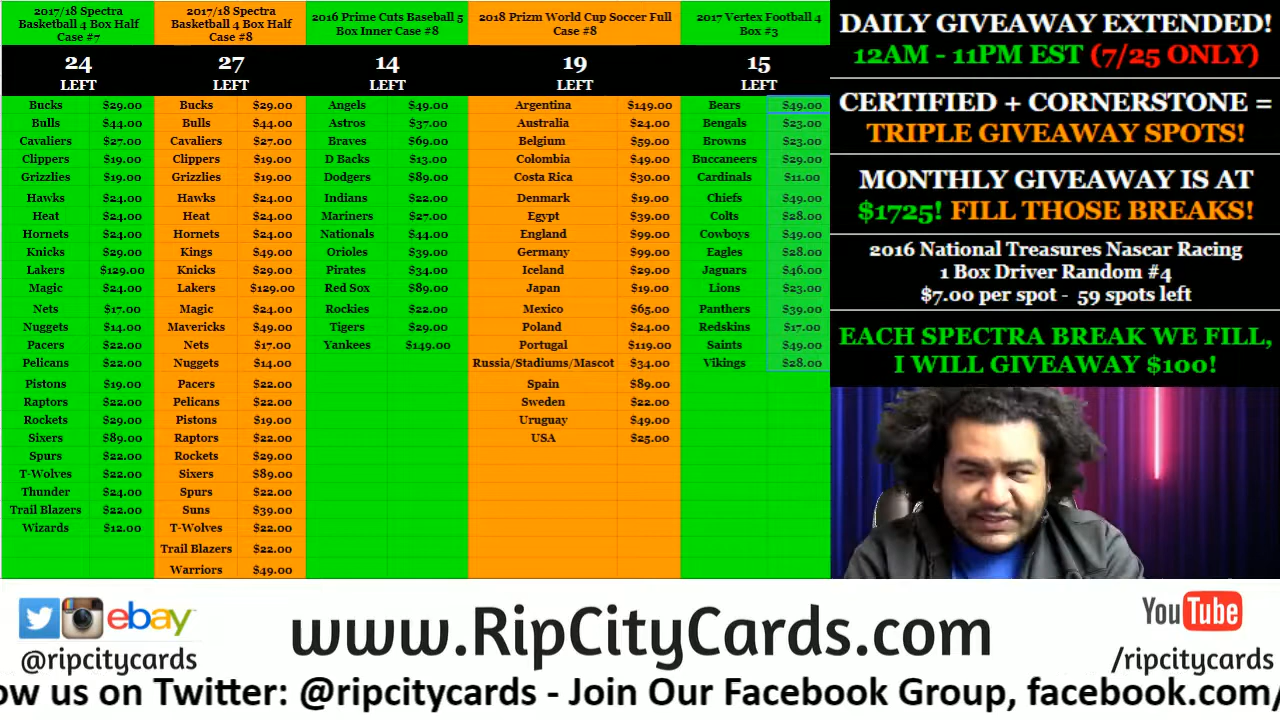 2017/18 Spectra
Basketball 4 Box Half
Case #7
24
LEFT
Bucks $29.00
Bulls $44.00
Cavaliers $27.00
Clippers $19.00
Grizzlies $19.00
Hawks $24.00
Heat $24.00
Hornets $24.00
Knicks $29.00
Lakers $129.00
Magic $24.00
Nets $17.00
Nuggets $14.00
Pacers $22.00
Pelicans $22.00
Pistons $19.00
Raptors $22.00
Rockets $29.00
Sixers $89.00
Spurs $22.00
T-Wolves $22.00
Thunder $24.00
Trail Blazers $22.00
Wizards $12.00
2017/18 Spectra
Basketball 4 Box Half
Case #8
27
LEFT
Bucks $29.00
Bulls $44.00
Cavaliers $27.00
Clippers $19.00
Grizzlies $19.00
Hawks $24.00
Heat $24.00
Hornets $24.00
Kings $49.00
Knicks $29.00
Lakers $129.00
Magic $24.00
Mavericks $49.00
Nets $17.00
Nuggets $14.00
Pacers $22.00
Pelicans $22.00
Pistons $19.00
Raptors $22.00
Rockets $29.00
Sixers $89.00
Spurs $22.00
Suns $39.00
T-Wolves $22.00
Trail Blazers $22.00
Warriors $49.00
2016 Prime Cuts Baseball 5
Box Inner Case #8
14
LEFT
Angels $49.00
Astros $37.00
Braves $69.00
D Backs $13.00
Dodgers $89.00
Indians $22.00
Mariners $27.00
Nationals $44.00
Orioles $39.00
Pirates $34.00
Red Sox $89.00
Rockies $22.00
Tigers $29.00
Yankees $149.00
2018 Prizm World Cup Soccer Full
Case #8
19
LEFT
Argentina $149.00
Australia $24.00
Belgium $59.00
Colombia $49.00
Costa Rica $30.00
Denmark $19.00
Egypt $39.00
England $99.00
Germany $99.00
Iceland $29.00
Japan $19.00
Mexico $65.00
Poland $24.00
Portugal $119.00
Russia/Stadiums/Mascot $34.00
Spain $89.00
Sweden $22.00
Uruguay $49.00
USA $25.00
2017 Vertex Football 4
Box #3
15
LEFT
Bears $49.00
Bengals $23.00
Browns $23.00
Buccaneers $29.00
Cardinals $11.00
Chiefs $49.00
Colts $28.00
Cowboys $49.00
Eagles $28.00
Jaguars $46.00
Lions $23.00
Panthers $39.00
Redskins $17.00
Saints $49.00
Vikings $28.00
DAILY GIVEAWAY EXTENDED!
12AM - 11PM EST (7/25 ONLY)
CERTIFIED + CORNERSTONE =
TRIPLE GIVEAWAY SPOTS!
MONTHLY GIVEAWAY IS AT
$1725! FILL THOSE BREAKS!
2016 National Treasures Nascar Racing
1 Box Driver Random #4
$7.00 per spot - 59 spots left
EACH SPECTRA BREAK WE FILL,
I WILL GIVEAWAY $100!
ebay
@ripcitycards
www.RipCityCards.com
YouTube
/ripcitycards
ow us on Twitter: @ripcitycards - Join Our Facebook Group, facebook.com/